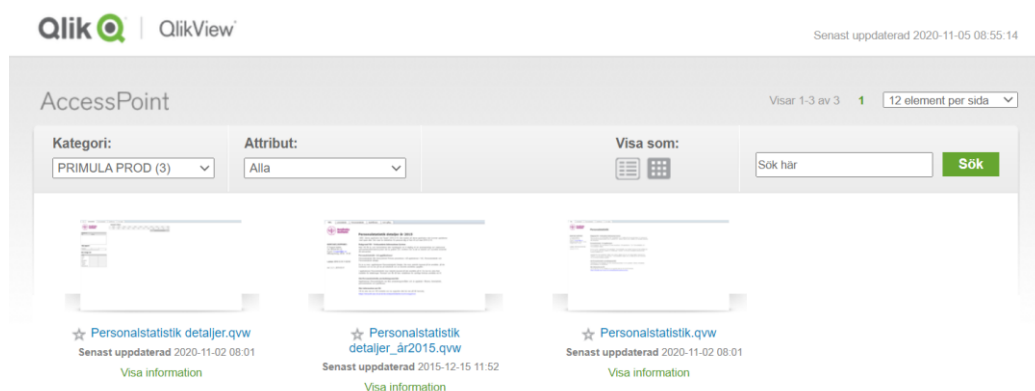 Qlik Q QlikView
Senast uppdaterad 2020-11-05 08:55:14
AccessPoint
Visar 1-3 av 3 1 12 element per sida
Kategori: Attribut: Visa som:
PRIMULA PROD (3) Alla Sök här Sök
Personalstatistik detaljer.qvw
Senast uppdaterad 2020-11-02 08:01
Visa information
Personalstatistik
detaljer_år2015.qvw
Senast uppdaterad 2015-12-15 11:52
Visa information
Personalstatistik.qvw
Senast uppdaterad 2020-11-02 08:01
Visa information